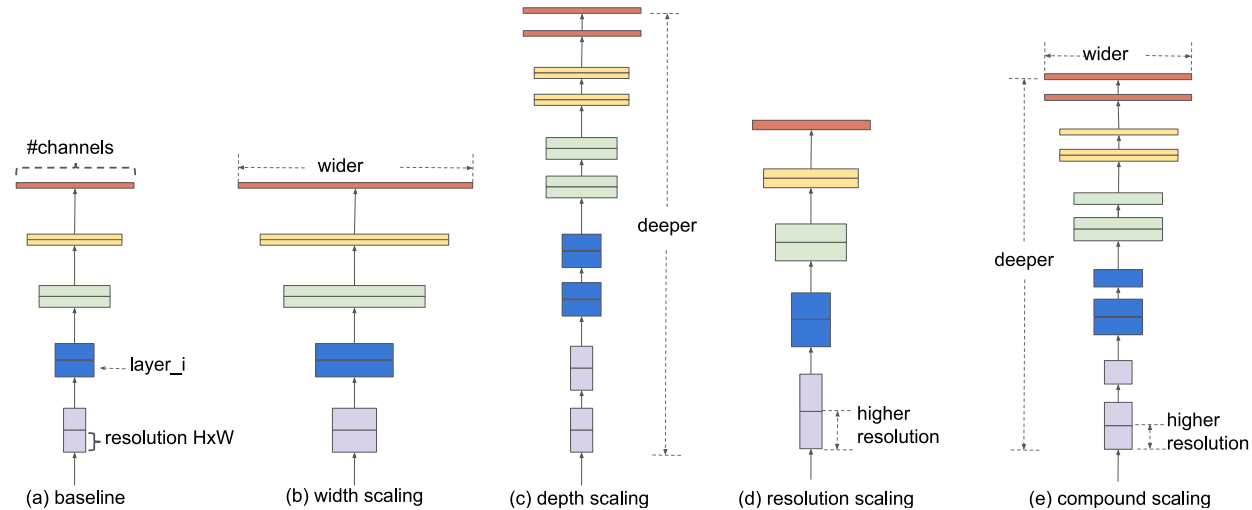 #channels
layer_i
resolution HxW
(a) baseline
wider
(b) width scaling
deeper
(c) depth scaling
higher
resolution
(d) resolution scaling
wider
deeper
higher
resolution
(e) compound scaling